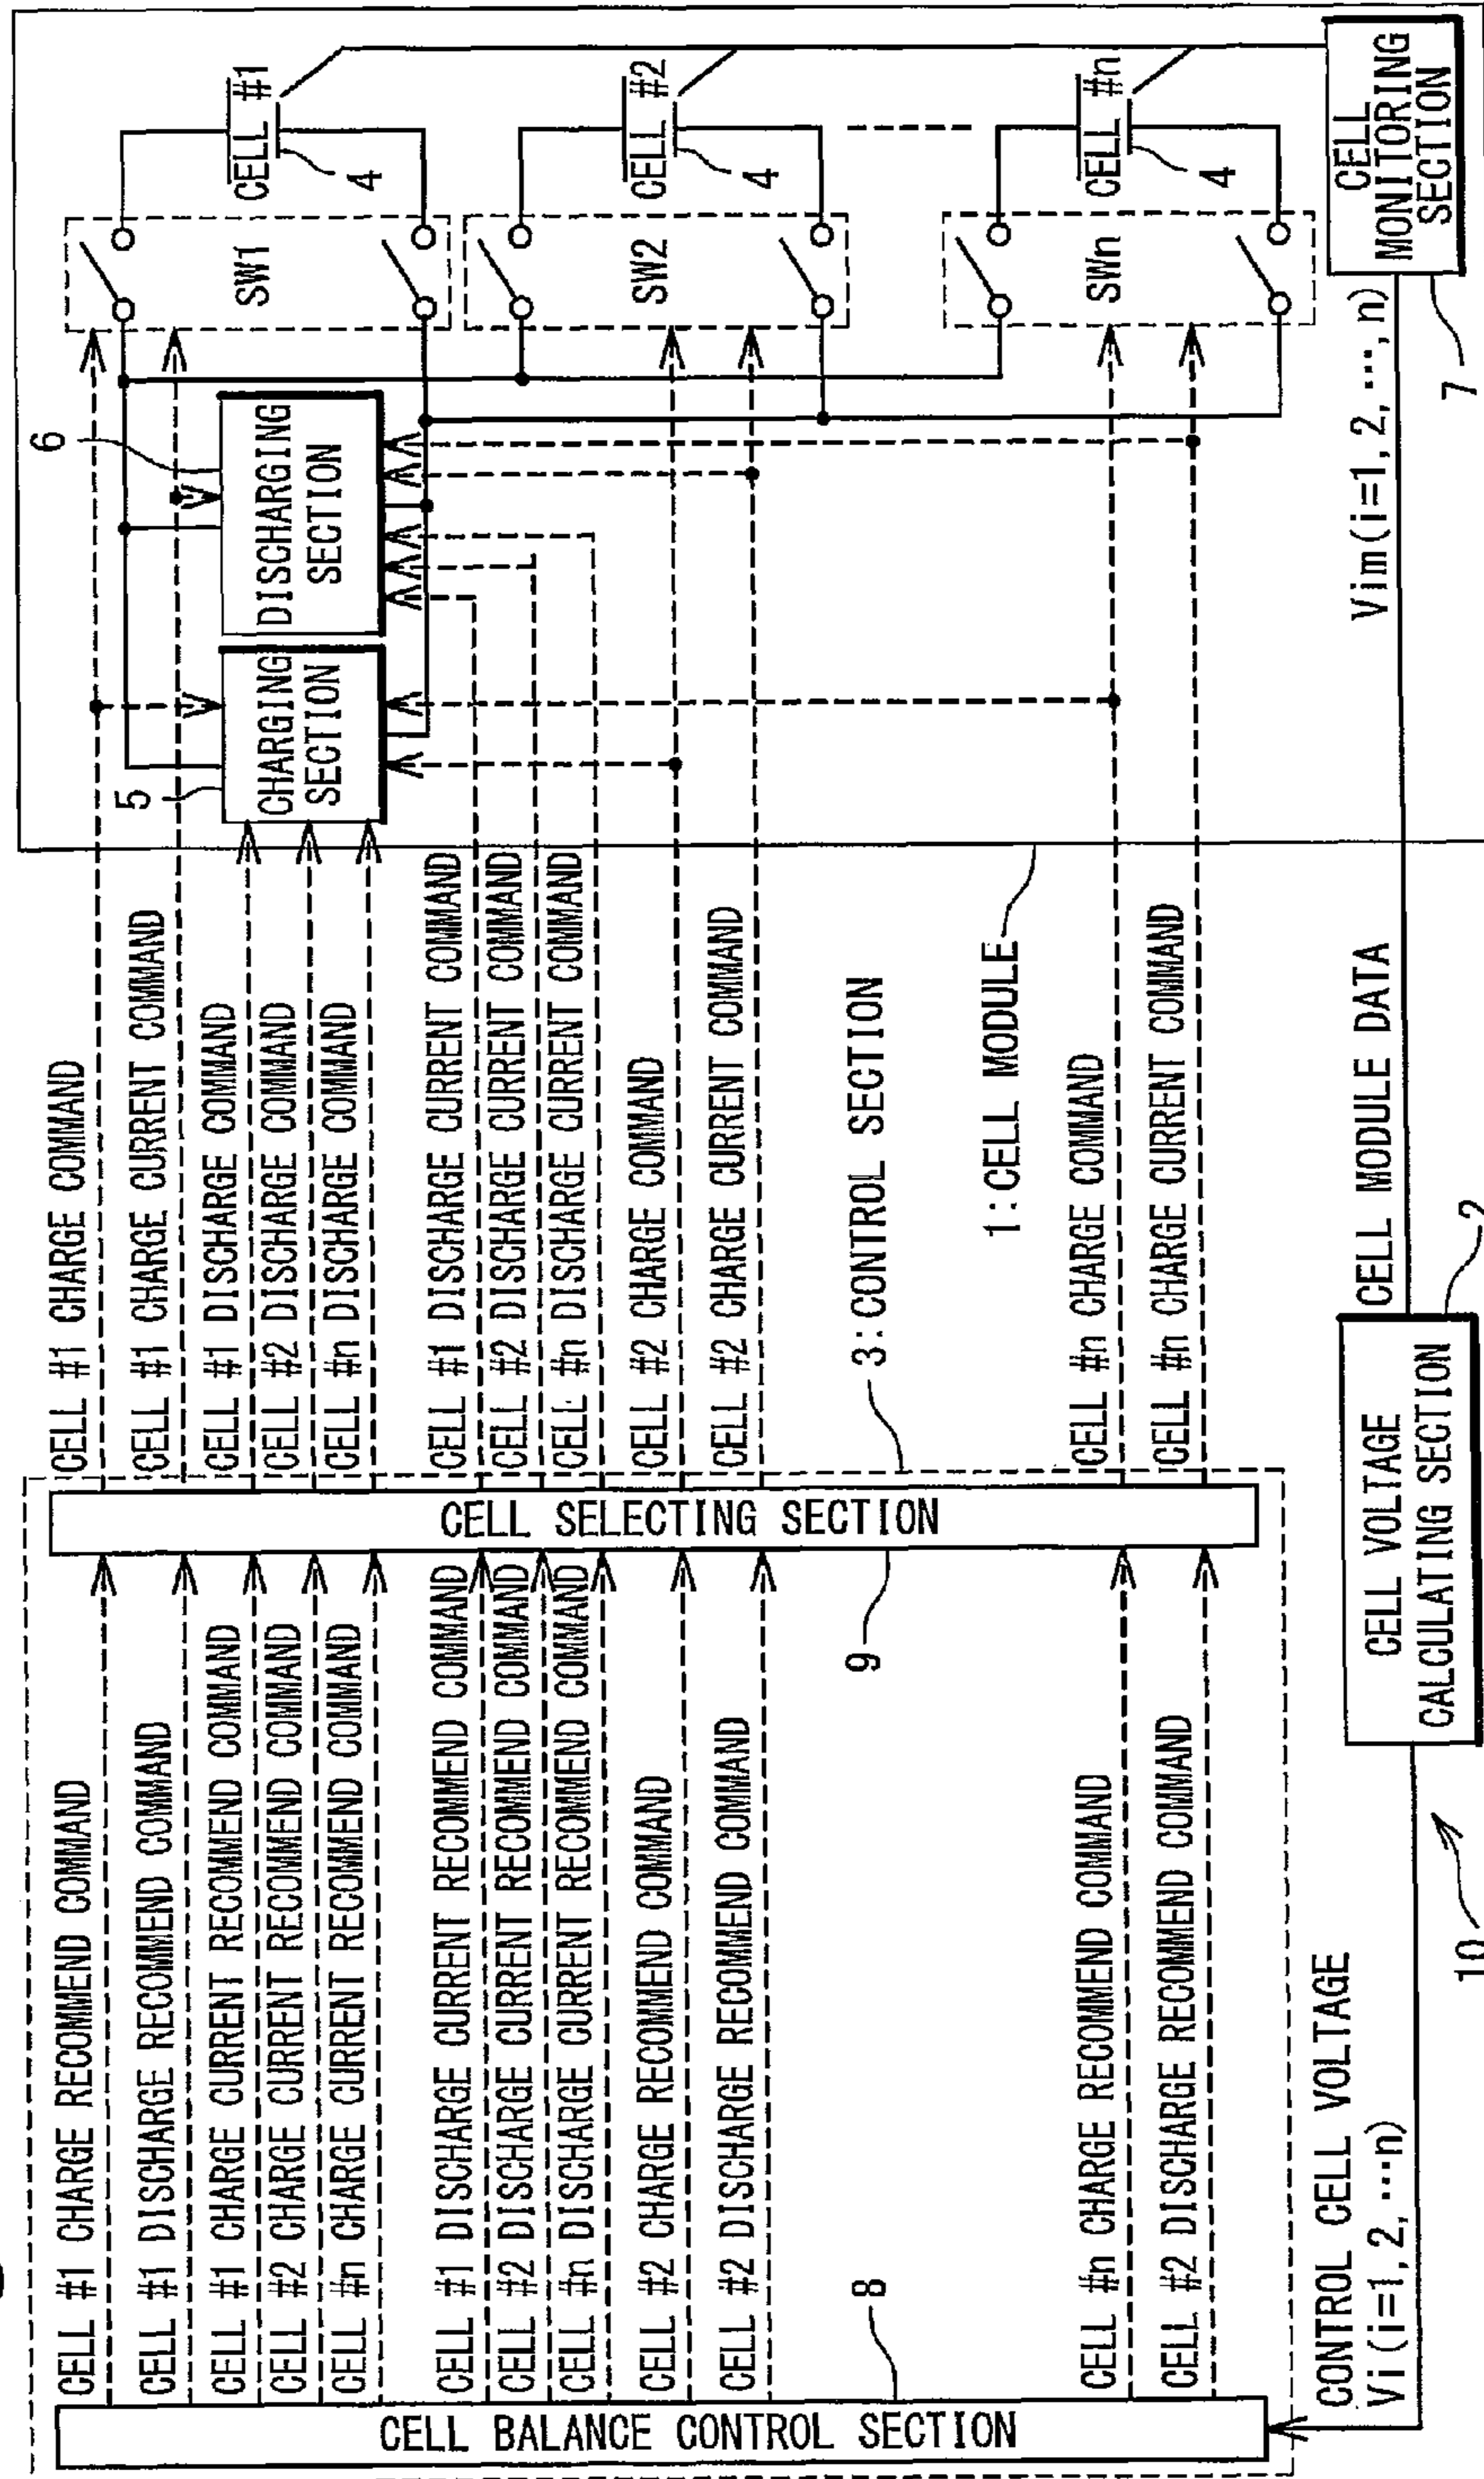 CELL #1 CHARGE RECOMMEND COMMAND
CELL #1 DISCHARGE RECOMMEND COMMAND
CELL #1 CHARGE CURRENT RECOMMEND COMMAND
CELL #2 CHARGE CURRENT RECOMMEND COMMAND
CELL #n CHARGE CURRENT RECOMMEND COMMAND
CELL #1 DISCHARGE CURRENT RECOMMEND COMMAND
CELL #2 DISCHARGE CURRENT RECOMMEND COMMAND
CELL #n DISCHARGE CURRENT RECOMMEND COMMAND
CELL #2 CHARGE RECOMMEND COMMAND
CELL #2 DISCHARGE RECOMMEND COMMAND
CELL #n CHARGE RECOMMEND COMMAND
CELL #2 DISCHARGE RECOMMEND COMMAND
CELL BALANCE CONTROL SECTION
8
CONTROL CELL VOLTAGE
Vi(i=1, 2, ···n)
10
CELL SELECTING SECTION
9
CELL VOLTAGE
CALCULATING SECTION
2
3:CONTROL SECTION
CELL #1 CHARGE COMMAND
CELL #1 CHARGE CURRENT COMMAND
CELL #1 DISCHARGE COMMAND
CELL #2 DISCHARGE COMMAND
CELL #n DISCHARGE COMMAND
CELL #1 DISCHARGE CURRENT COMMAND
CELL #2 DISCHARGE CURRENT COMMAND
CELL #n DISCHARGE CURRENT COMMAND
CELL #2 CHARGE COMMAND
CELL #2 CHARGE CURRENT COMMAND
CELL #n CHARGE COMMAND
CELL #n CHARGE CURRENT COMMAND
1:CELL MODULE
CELL MODULE DATA
5
CHARGING
SECTION
6
DISCHARGING
SECTION
SW1
SW2
SWn
CELL #1
4
CELL #2
4
CELL #n
4
Vim(i=1, 2, ···, n)
7
CELL
MONITORING
SECTION